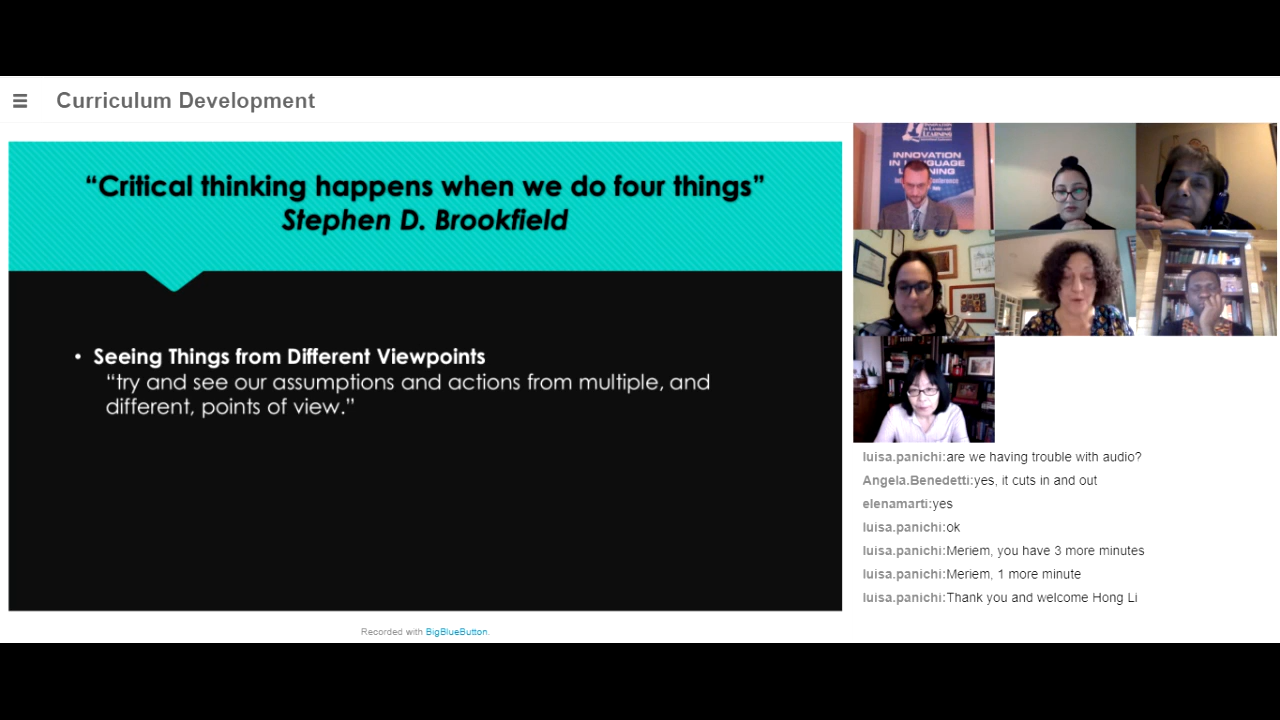 Curriculum Development
“Critical thinking happens when we do four things”
Stephen D. Brookfield
• Seeing Things from Different Viewpoints
“try and see our assumptions and actions from multiple, and
different, points of view.”
INNOVATION
IN LANGUAGE
LEARNING
luisa.panichi:are we having trouble with audio?
Angela.Benedetti:yes, it cuts in and out
elenamarti:yes
luisa.panichi:ok
luisa.panichi:Meriem, you have 3 more minutes
luisa.panichi:Meriem, 1 more minute
luisa.panichi:Thank you and welcome Hong Li
Recorded with BigBlueButton.